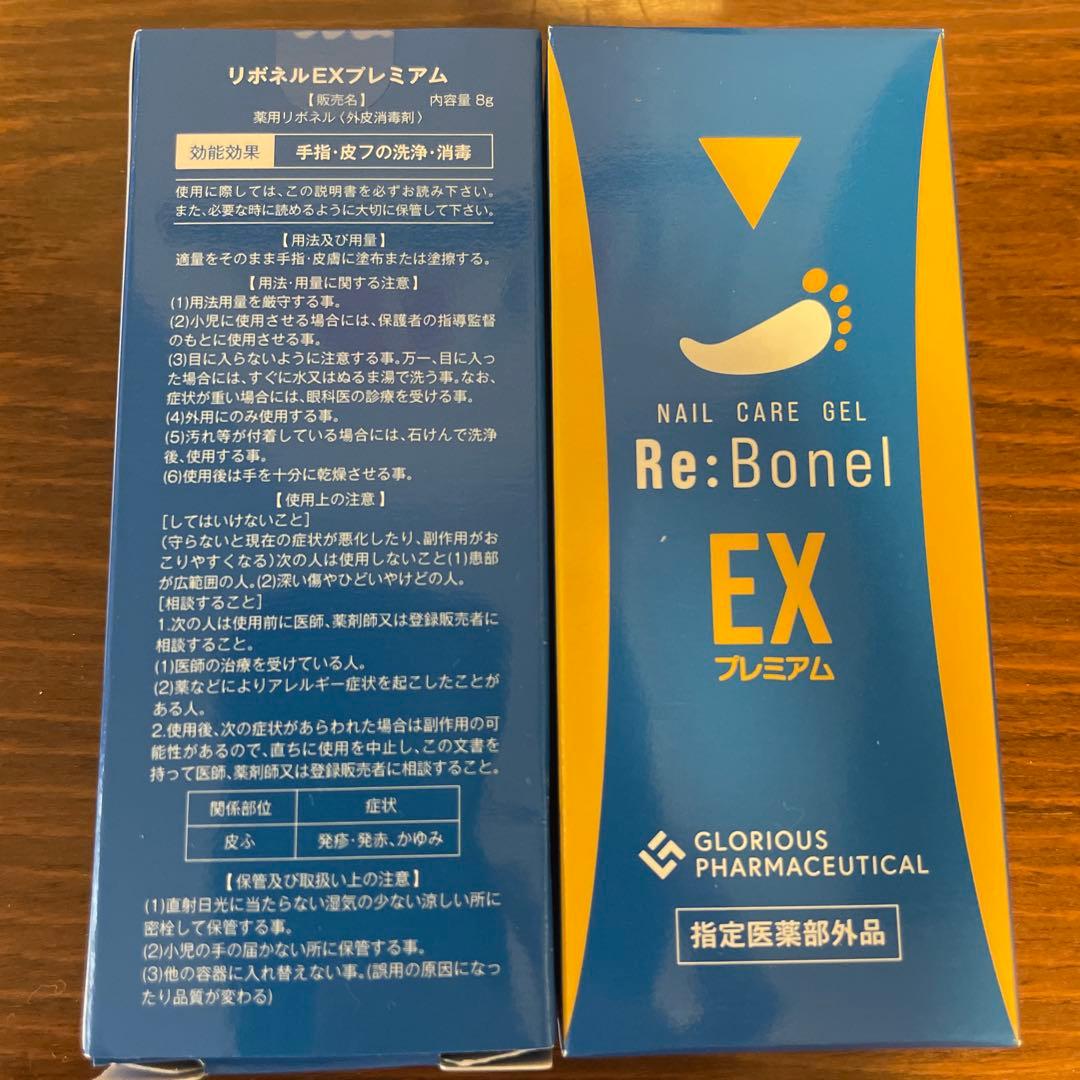 リボネルEXプレミアム
【販売名】 内容量 8g
薬用リボネル〈外皮消毒剤〉
効能効果 手指・皮フの洗浄・消毒
使用に際しては、この説明書を必ずお読み下さい。
また、必要な時に読めるように大切に保管して下さい。
【用法及び用量】
適量をそのまま手指・皮膚に塗布または塗擦する。
【用法・用量に関する注意】
(1)用法用量を厳守する事。
(2)小児に使用させる場合には、保護者の指導監督
のもとに使用させる事。
(3)目に入らないように注意する事。万一、目に入っ
た場合には、すぐに水又はぬるま湯で洗う事。なお、
症状が重い場合には、眼科医の診療を受ける事。
(4)外用にのみ使用する事。
(5)汚れ等が付着している場合には、石けんで洗浄
後、使用する事。
(6)使用後は手を十分に乾燥させる事。
【使用上の注意】
[してはいけないこと]
(守らないと現在の症状が悪化したり、副作用がお
こりやすくなる)次の人は使用しないこと(1)患部
が広範囲の人。(2)深い傷やひどいやけどの人。
[相談すること]
1.次の人は使用前に医師、薬剤師又は登録販売者に
相談すること。
(1)医師の治療を受けている人。
(2)薬などによりアレルギー症状を起こしたことが
ある人。
2.使用後、次の症状があらわれた場合は副作用の可
能性があるので、直ちに使用を中止し、この文書を
持って医師、薬剤師又は登録販売者に相談すること。
関係部位 症状
皮ふ 発疹・発赤、かゆみ
【保管及び取扱い上の注意】
(1)直射日光に当たらない湿気の少ない涼しい所に
密栓して保管する事。
(2)小児の手の届かない所に保管する事。
(3)他の容器に入れ替えない事。(誤用の原因になっ
たり品質が変わる)
NAIL CARE GEL
Re:Bonel
EX
プレミアム
GLORIOUS
PHARMACEUTICAL
指定医薬部外品